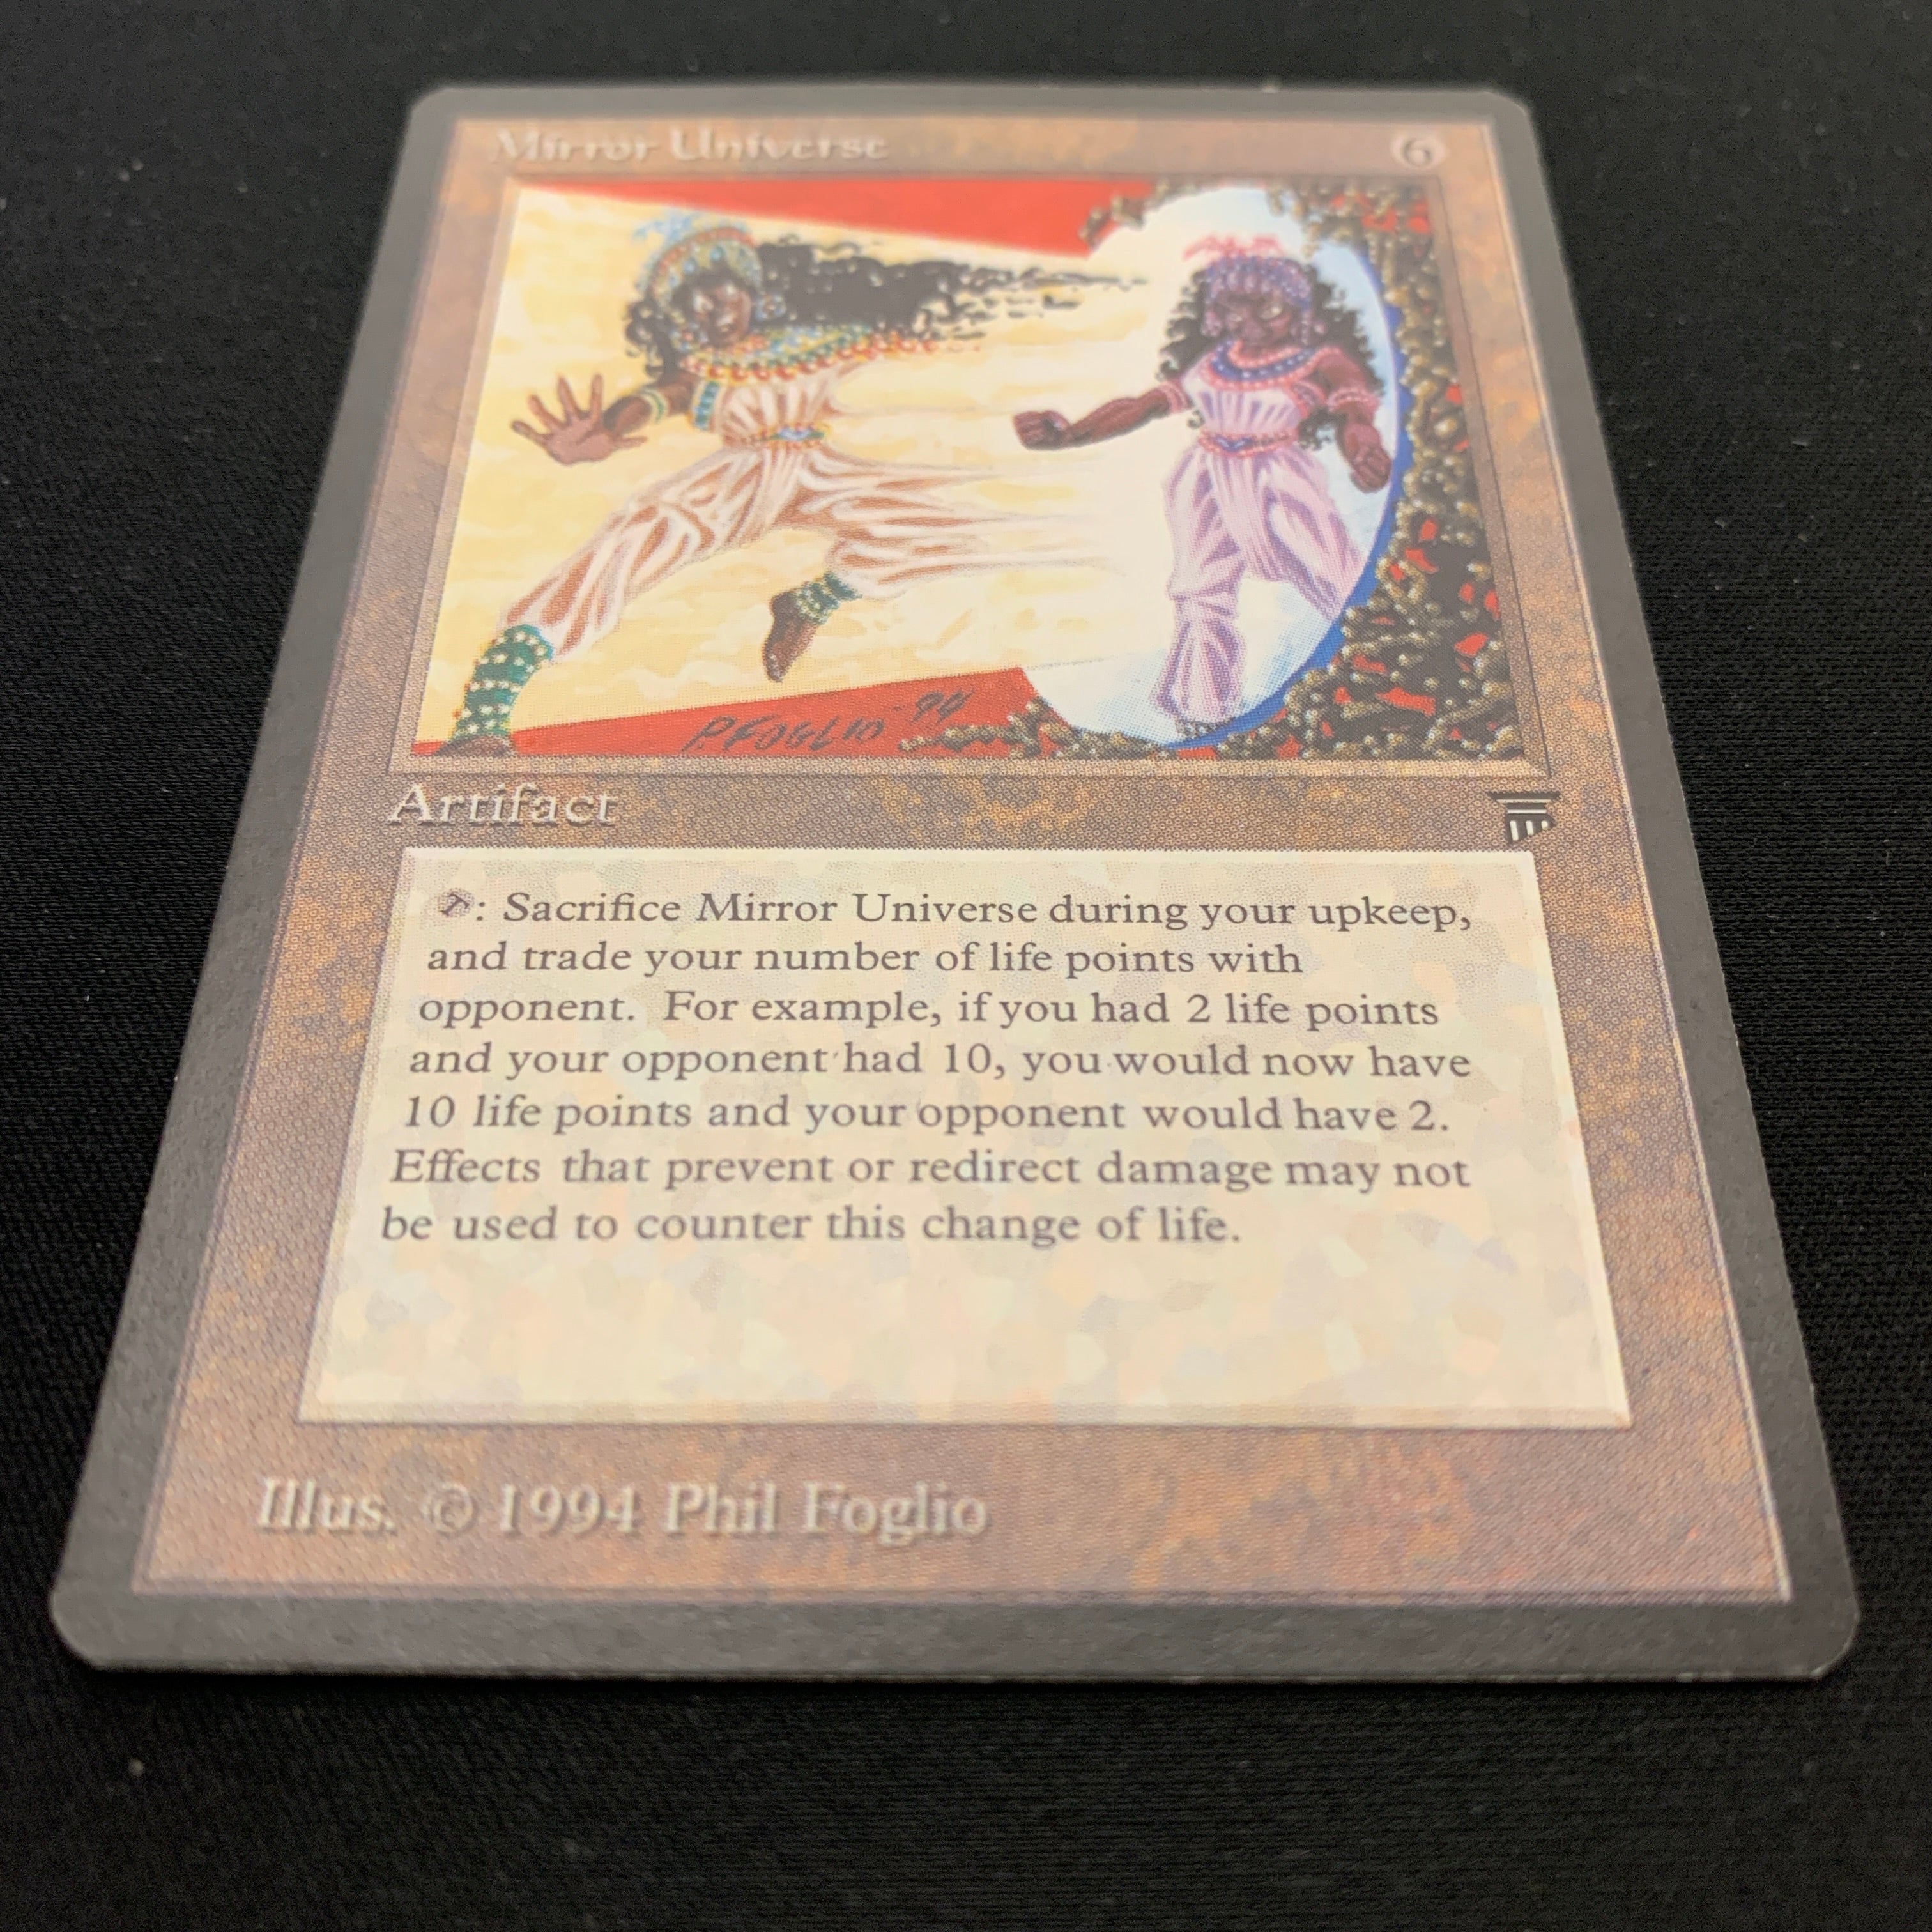 Mirror Universe 6
P. FOGLIO -94
Artifact
: Sacrifice Mirror Universe during your upkeep,
and trade your number of life points with
opponent. For example, if you had 2 life points
and your opponent had 10, you would now have
10 life points and your opponent would have 2.
Effects that prevent or redirect damage may not
be used to counter this change of life.
Illus. © 1994 Phil Foglio